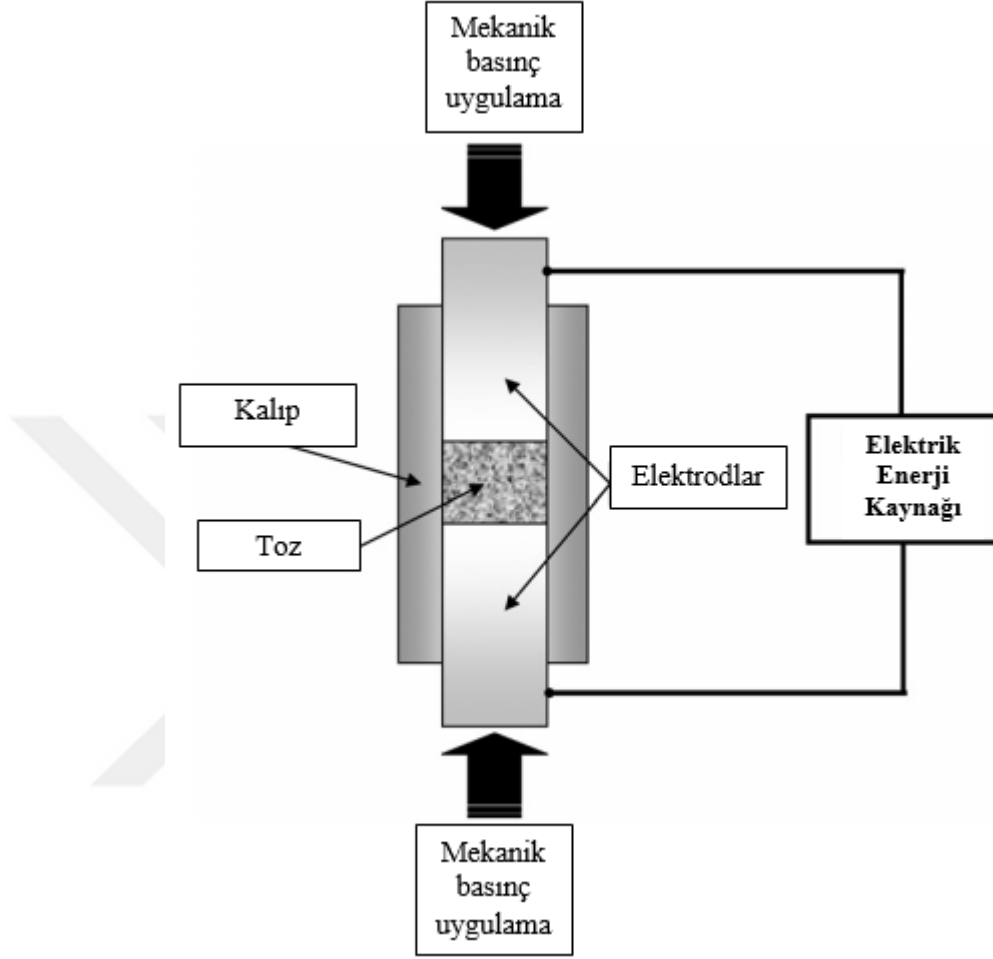 Mekanik
basınç
uygulama
Kalıp
Toz
Elektrodlar
Elektrik
Enerji
Kaynağı
Mekanik
basınç
uygulama